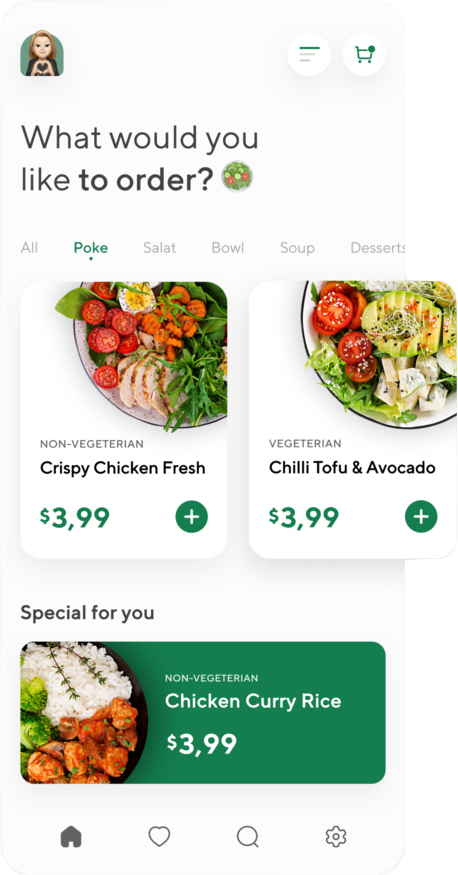 What would you
like to order?
All Poke Salat Bowl Soup Desserts
NON-VEGETERIAN
Crispy Chicken Fresh
$3,99
VEGETERIAN
Chilli Tofu & Avocado
$3,99
Special for you
NON-VEGETERIAN
Chicken Curry Rice
$3,99